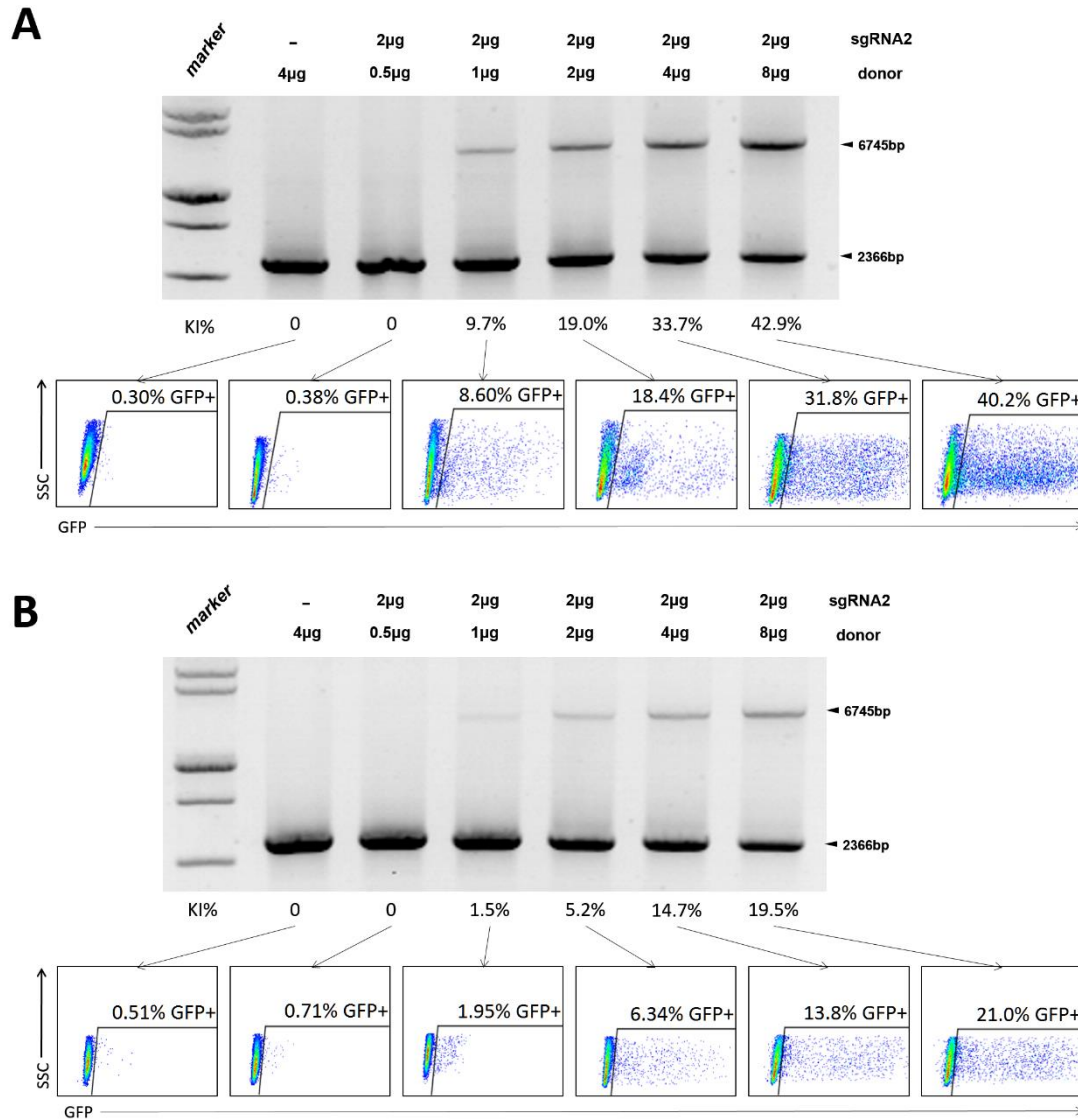 A
marker
– 2µg 2µg 2µg 2µg 2µg sgRNA2
4µg 0.5µg 1µg 2µg 4µg 8µg donor
6745bp
2366bp
KI% 0 0 9.7% 19.0% 33.7% 42.9%
0.30% GFP+ 0.38% GFP+ 8.60% GFP+ 18.4% GFP+ 31.8% GFP+ 40.2% GFP+
SSC
GFP
B
marker
– 2µg 2µg 2µg 2µg 2µg sgRNA2
4µg 0.5µg 1µg 2µg 4µg 8µg donor
6745bp
2366bp
KI% 0 0 1.5% 5.2% 14.7% 19.5%
0.51% GFP+ 0.71% GFP+ 1.95% GFP+ 6.34% GFP+ 13.8% GFP+ 21.0% GFP+
SSC
GFP